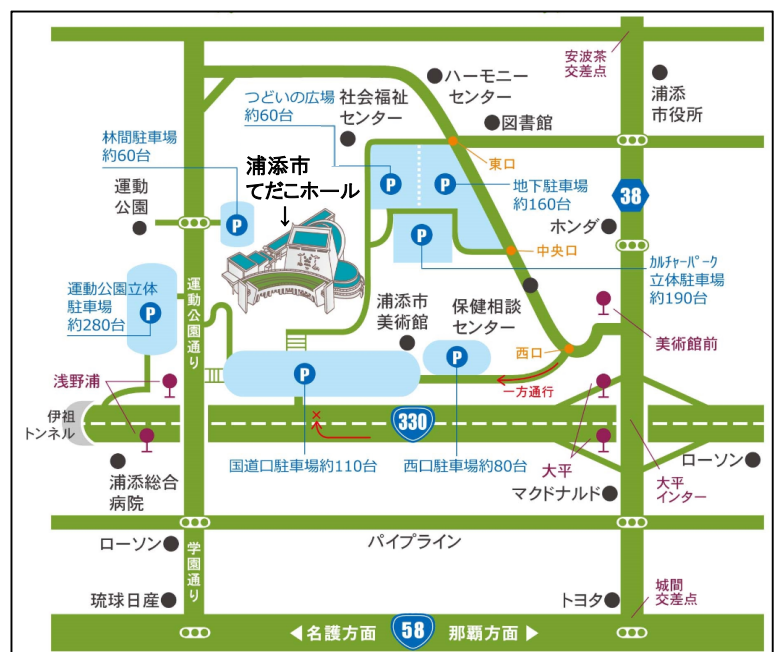 安波茶
交差点
ハーモニー
センター
つどいの広場
約60台
社会福祉
センター
浦添
市役所
図書館
林間駐車場
約60台
浦添市
てだこホール
↓
東口
P
P
地下駐車場
約160台
38
運動
公園
P
ホンダ
P
中央口
カルチャーパーク
立体駐車場
約190台
運動公園立体
駐車場
約280台
P
運動公園通り
浦添市
美術館
保健相談
センター
美術館前
西口
P
P
一方通行
浅野浦
伊祖
トンネル
×
330
国道口駐車場約110台
西口駐車場約80台
大平
ローソン
浦添総合
病院
マクドナルド
大平
インター
ローソン
学園通り
パイプライン
琉球日産
トヨタ
城間
交差点
◀名護方面
58
那覇方面▶